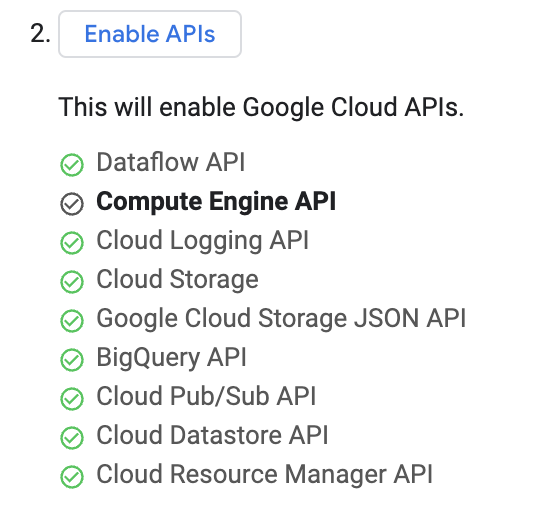 2. Enable APIs
This will enable Google Cloud APIs.
Dataflow API
Compute Engine API
Cloud Logging API
Cloud Storage
Google Cloud Storage JSON API
BigQuery API
Cloud Pub/Sub API
Cloud Datastore API
Cloud Resource Manager API